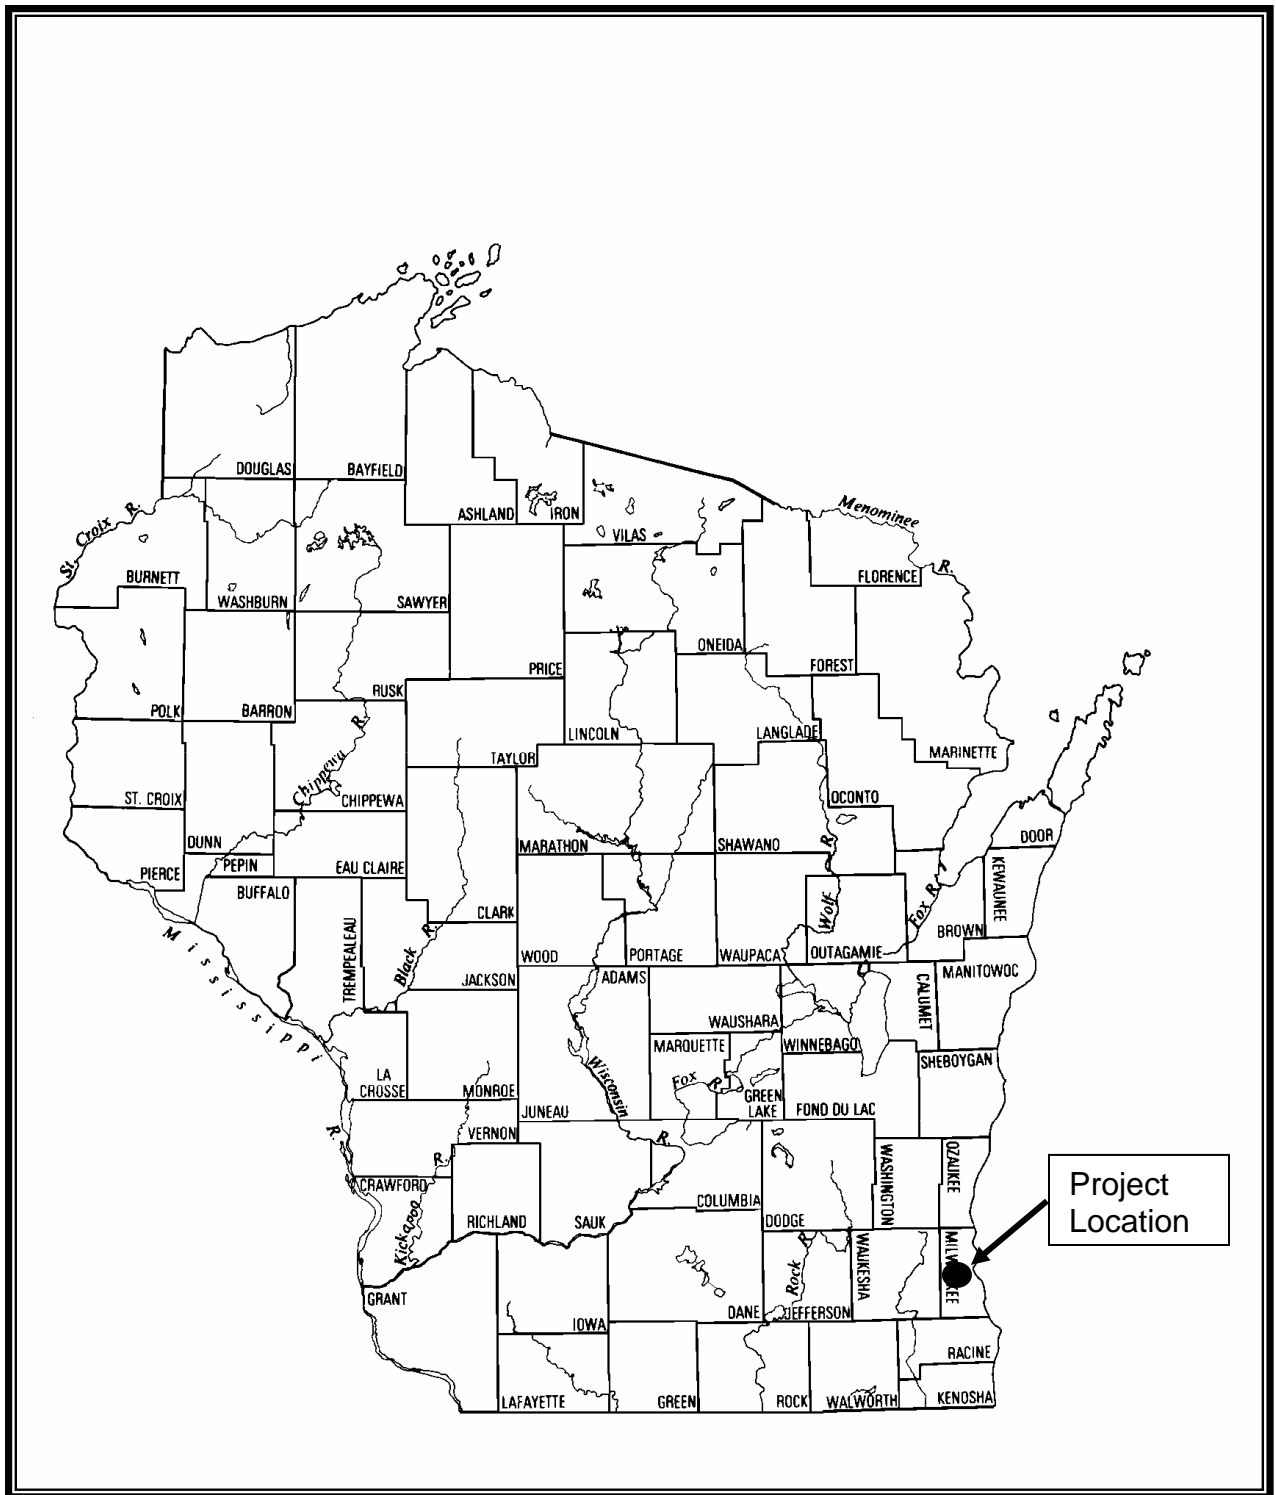 DOUGLAS
BAYFIELD
ASHLAND
IRON
VILAS
Menominee
R.
FLORENCE
St. Croix R.
BURNETT
WASHBURN
SAWYER
PRICE
ONEIDA
FOREST
POLK
BARRON
RUSK
Chippewa R.
TAYLOR
LINCOLN
LANGLADE
MARINETTE
ST. CROIX
CHIPPEWA
OCONTO
DUNN
PEPIN
PIERCE
EAU CLAIRE
MARATHON
SHAWANO
DOOR
KEWAUNEE
BUFFALO
TREMPEALEAU
CLARK
Black R.
WOOD
PORTAGE
WAUPACA
Wolf R.
OUTAGAMIE
Fox R.
BROWN
Mississippi
R.
JACKSON
ADAMS
WAUSHARA
CALUMET
MANITOWOC
MARQUETTE
WINNEBAGO
SHEBOYGAN
LA
CROSSE
MONROE
JUNEAU
Wisconsin
R.
Fox R.
GREEN
LAKE
FOND DU LAC
VERNON
CRAWFORD
Kickapoo
R.
RICHLAND
SAUK
COLUMBIA
DODGE
WASHINGTON
OZAUKEE
Project
Location
GRANT
IOWA
DANE
Rock R.
JEFFERSON
WAUKESHA
LAFAYETTE
GREEN
ROCK
WALWORTH
RACINE
KENOSHA